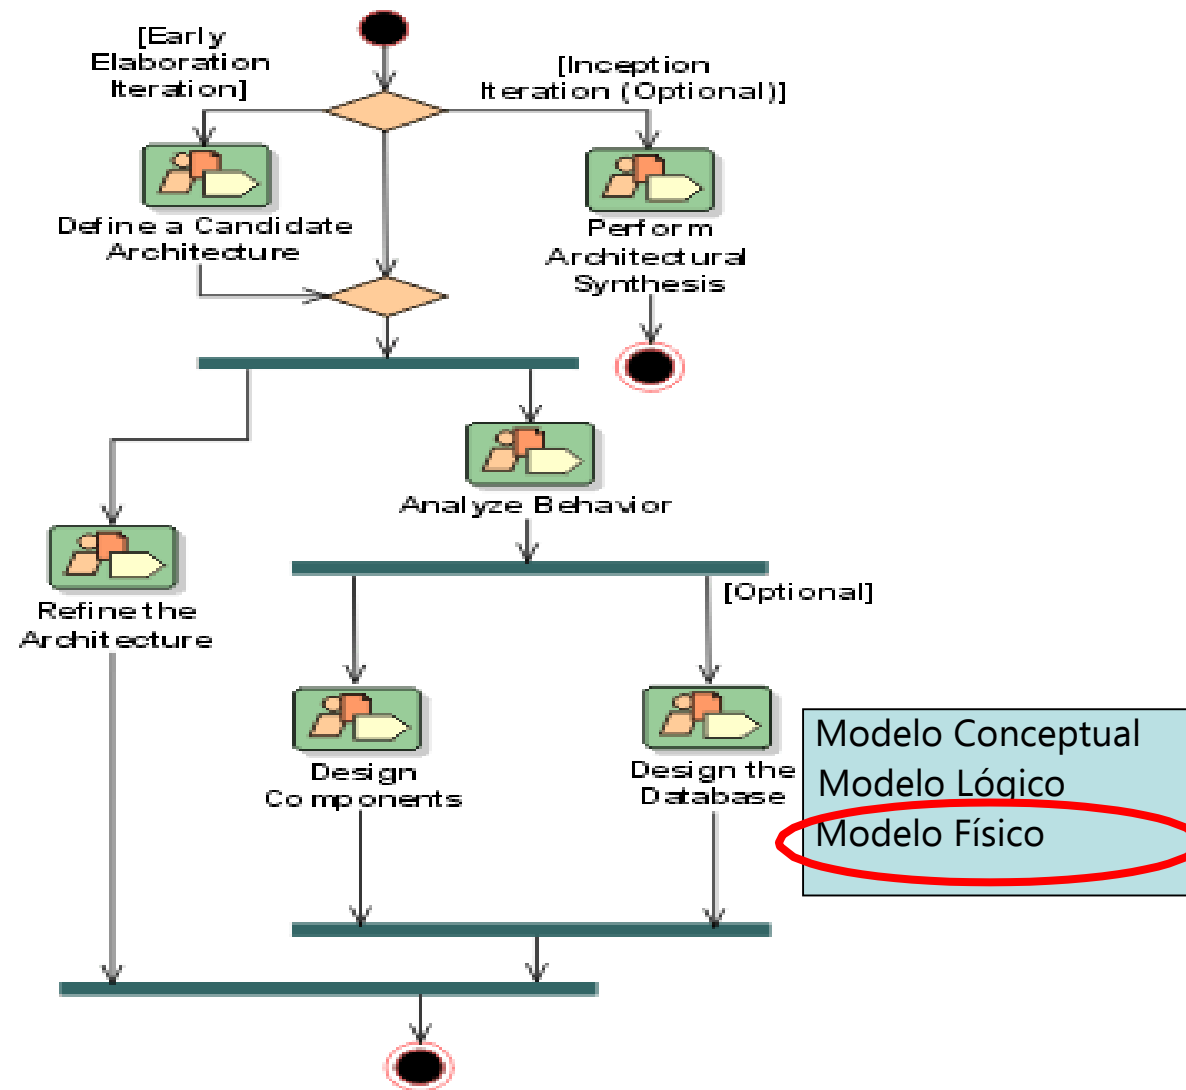 [Early
Elaboration
Iteration]
[Inception
Iteration (Optional)]
Define a Candidate
Architecture
Perform
Architectural
Synthesis
Analyze Behavior
Refine the
Architecture
[Optional]
Design
Components
Design the
Database
Modelo Conceptual
Modelo Lógico
Modelo Físico